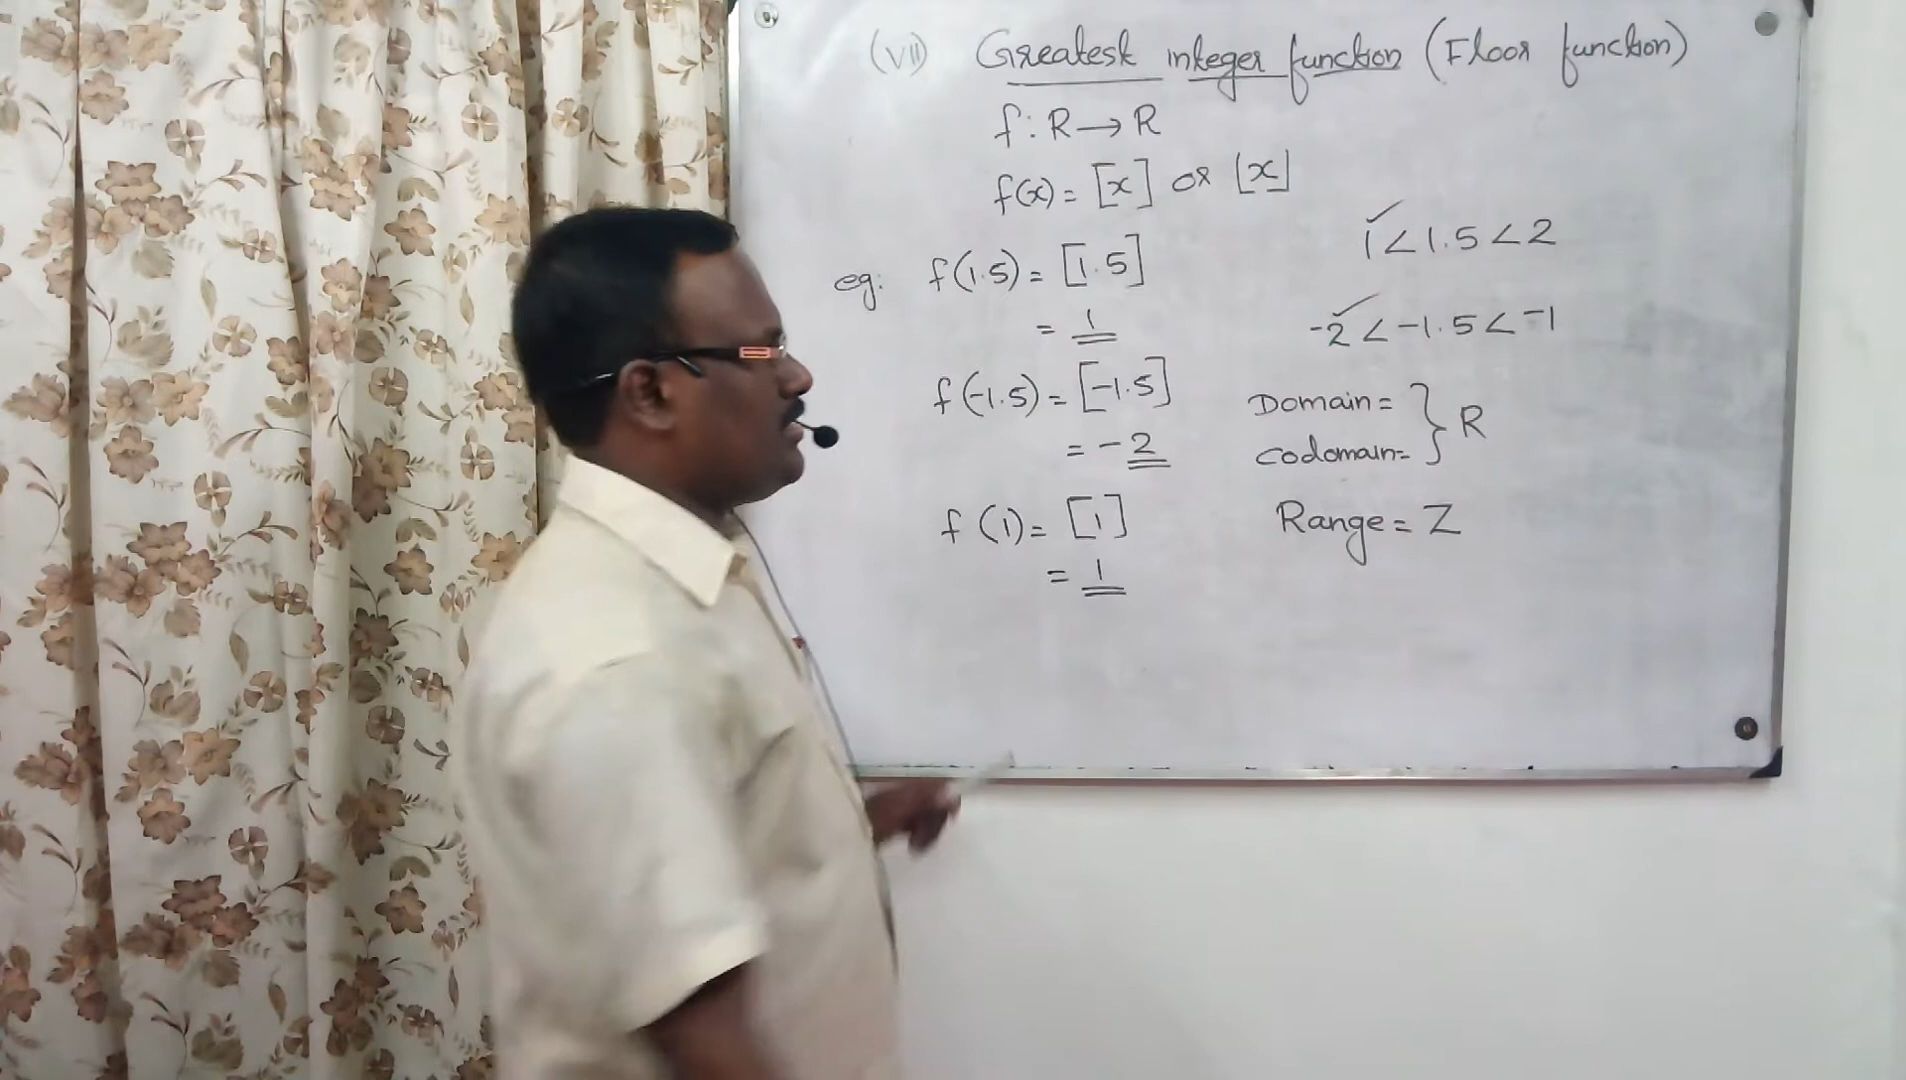 (VII) Greatest integer function (Floor function)
f: R → R
f(x) = [x] or ⌊x⌋
eg: f(1.5) = [1.5]
= 1
f(-1.5) = [-1.5]
= -2
f(1) = [1]
= 1
1 < 1.5 < 2
-2 < -1.5 < -1
Domain = } R
codomain =
Range = Z